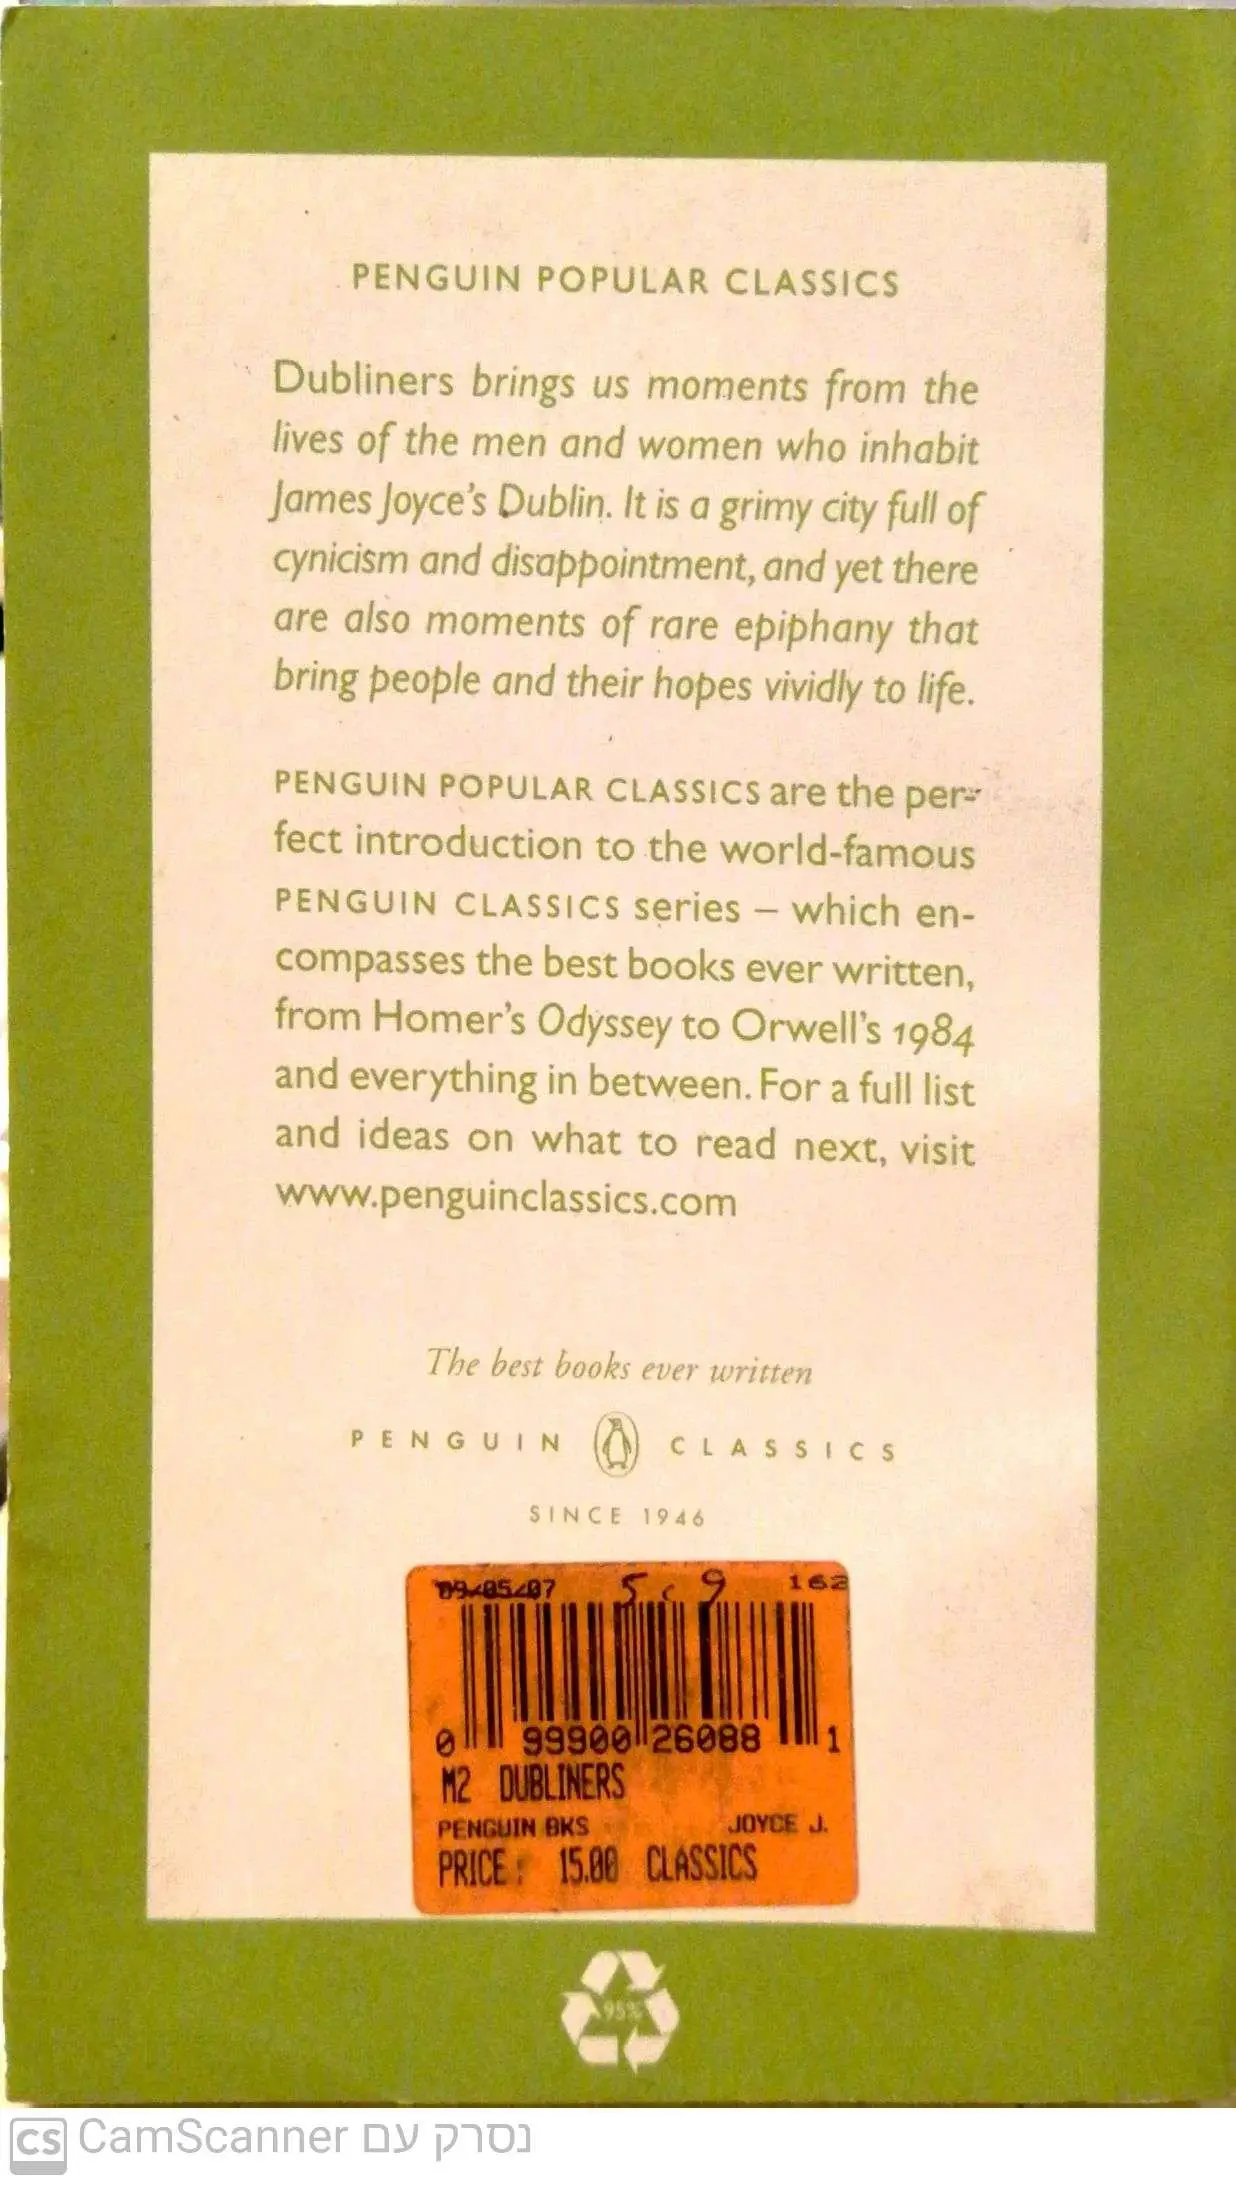 PENGUIN POPULAR CLASSICS
Dubliners brings us moments from the
lives of the men and women who inhabit
James Joyce's Dublin. It is a grimy city full of
cynicism and disappointment, and yet there
are also moments of rare epiphany that
bring people and their hopes vividly to life.
PENGUIN POPULAR CLASSICS are the per-
fect introduction to the world-famous
PENGUIN CLASSICS series – which en-
compasses the best books ever written,
from Homer's Odyssey to Orwell's 1984
and everything in between. For a full list
and ideas on what to read next, visit
www.penguinclassics.com
The best books ever written
PENGUIN CLASSICS
SINCE 1946
09/05/07 162
0 99900 26088 1
M2 DUBLINERS
PENGUIN BKS JOYCE J.
PRICE: 15.00 CLASSICS
95%
CS CamScanner נסרק עם